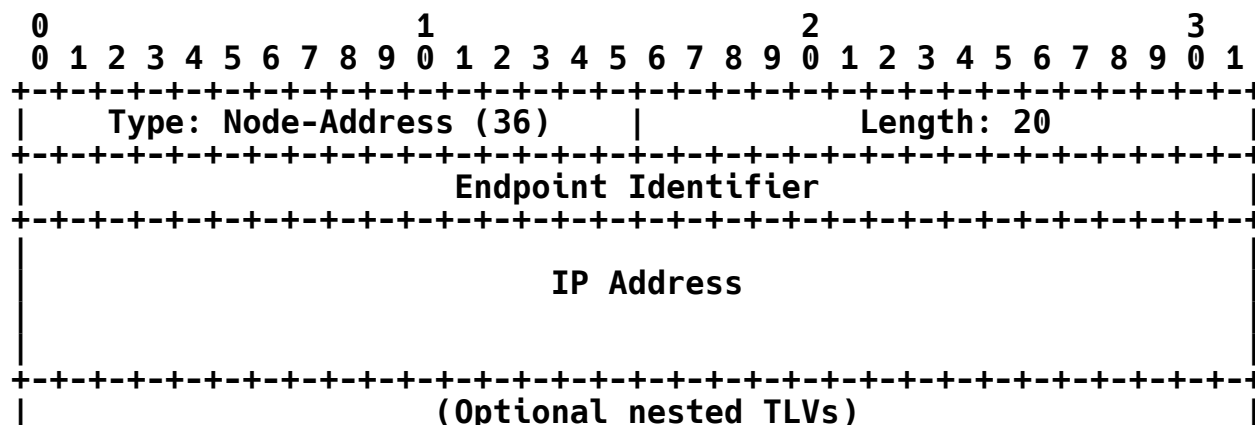 0                   1                   2                   3
 0 1 2 3 4 5 6 7 8 9 0 1 2 3 4 5 6 7 8 9 0 1 2 3 4 5 6 7 8 9 0 1
+-+-+-+-+-+-+-+-+-+-+-+-+-+-+-+-+-+-+-+-+-+-+-+-+-+-+-+-+-+-+-+-+
|    Type: Node-Address (36)    |           Length: 20          |
+-+-+-+-+-+-+-+-+-+-+-+-+-+-+-+-+-+-+-+-+-+-+-+-+-+-+-+-+-+-+-+-+
|                      Endpoint Identifier                      |
+-+-+-+-+-+-+-+-+-+-+-+-+-+-+-+-+-+-+-+-+-+-+-+-+-+-+-+-+-+-+-+-+
|                                                               |
|                           IP Address                          |
|                                                               |
|                                                               |
+-+-+-+-+-+-+-+-+-+-+-+-+-+-+-+-+-+-+-+-+-+-+-+-+-+-+-+-+-+-+-+-+
|                     (Optional nested TLVs)                    |